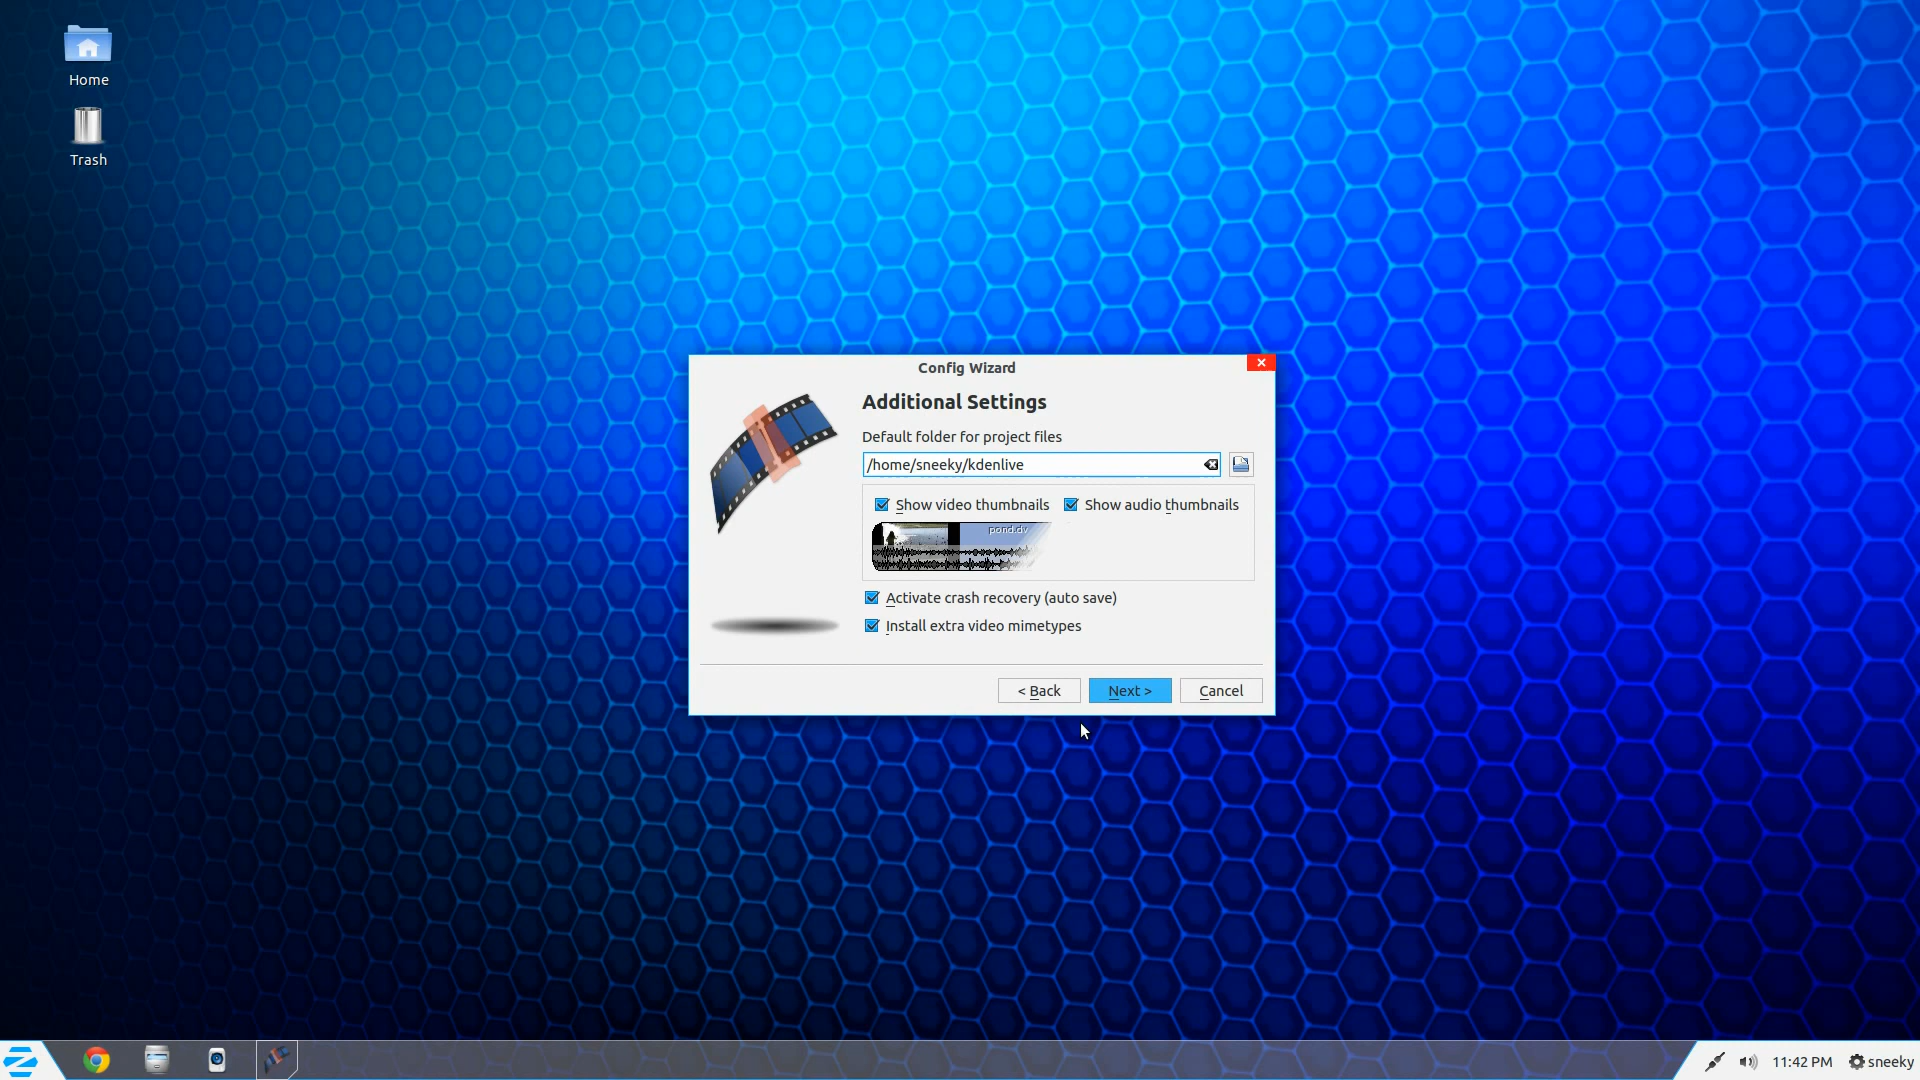 Home
Trash
Config Wizard
Additional Settings
Default folder for project files
/home/sneeky/kdenlive
Show video thumbnails Show audio thumbnails
pond.dv
Activate crash recovery (auto save)
Install extra video mimetypes
< Back Next > Cancel
11:42 PM sneeky